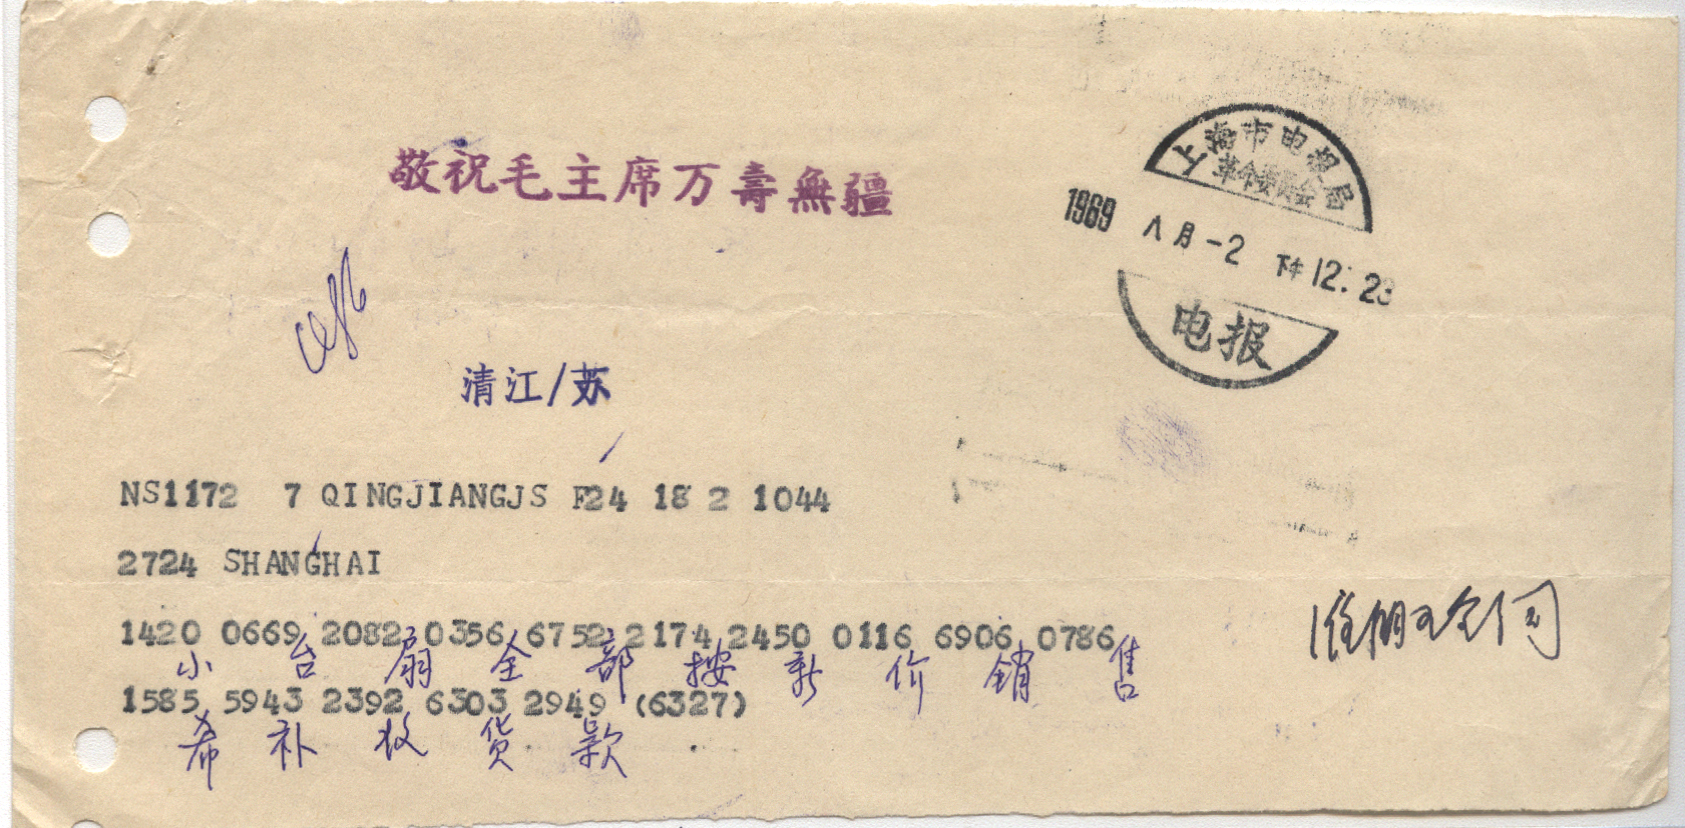 敬祝毛主席万壽無疆
上海市电报局
革命委员会
1969 八月-2 下午12:23
电报
清江/苏
NS1172 7 QINGJIANGJS F24 18 2 1044
2724 SHANGHAI
1420 0669 2082 0356 6752 2174 2450 0116 6906 0786
小台扇全部按新价销售
1585 5943 2392 6303 2949 (6327)
希补收货款